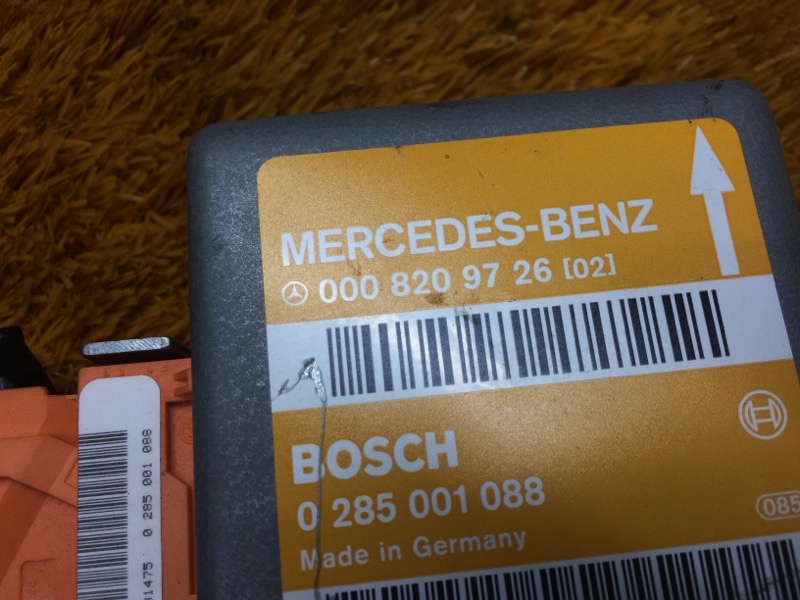 MERCEDES-BENZ
000 820 97 26 [02]
BOSCH
0 285 001 088
Made in Germany
085
0 285 001 088